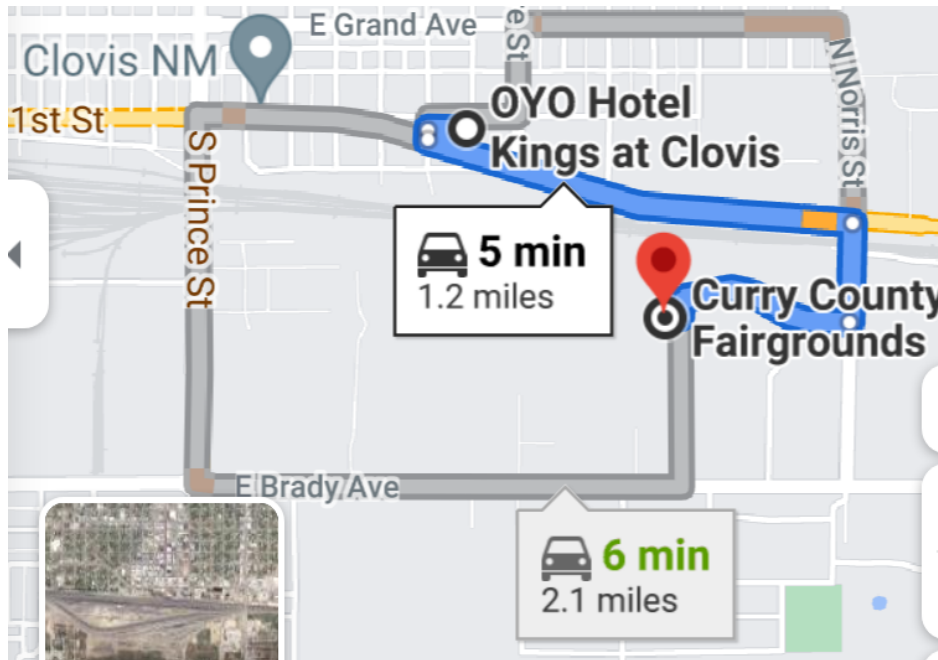 E Grand Ave
Clovis NM
e St
N Norris St
1st St
OYO Hotel
Kings at Clovis
S Prince St
5 min
1.2 miles
Curry County
Fairgrounds
E Brady Ave
6 min
2.1 miles